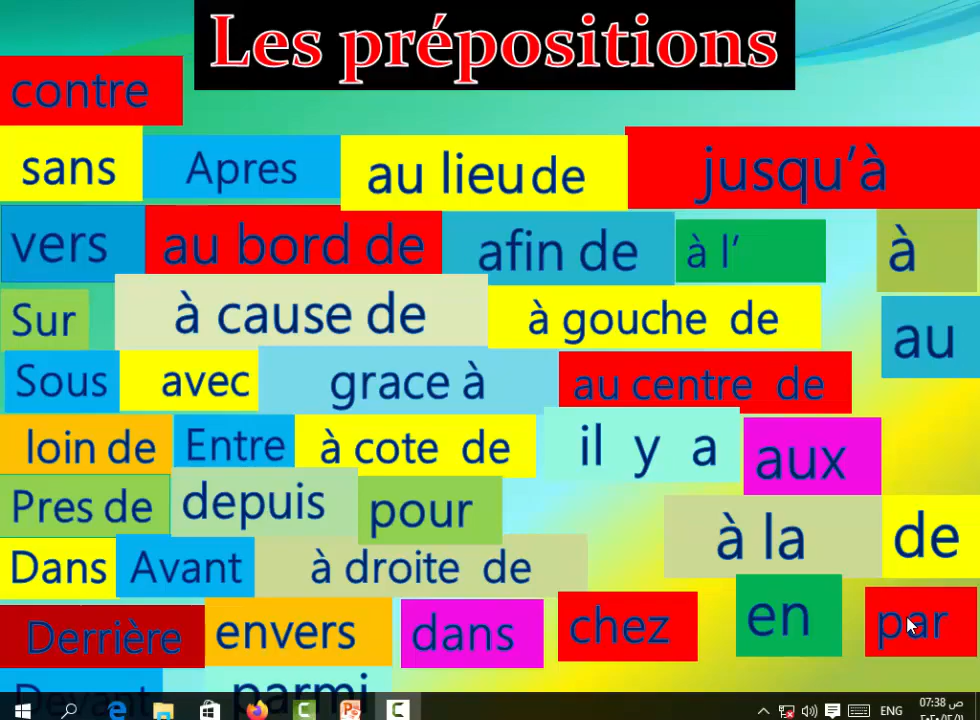 Les prépositions
contre
sans Apres au lieu de jusqu'à
vers au bord de afin de à l' à
Sur à cause de à gouche de au
Sous avec grace à au centre de
loin de Entre à cote de il y a aux
Pres de depuis pour
Dans Avant à droite de à la de
Derrière envers dans chez en par
Devant parmi
ENG 07:38 ص